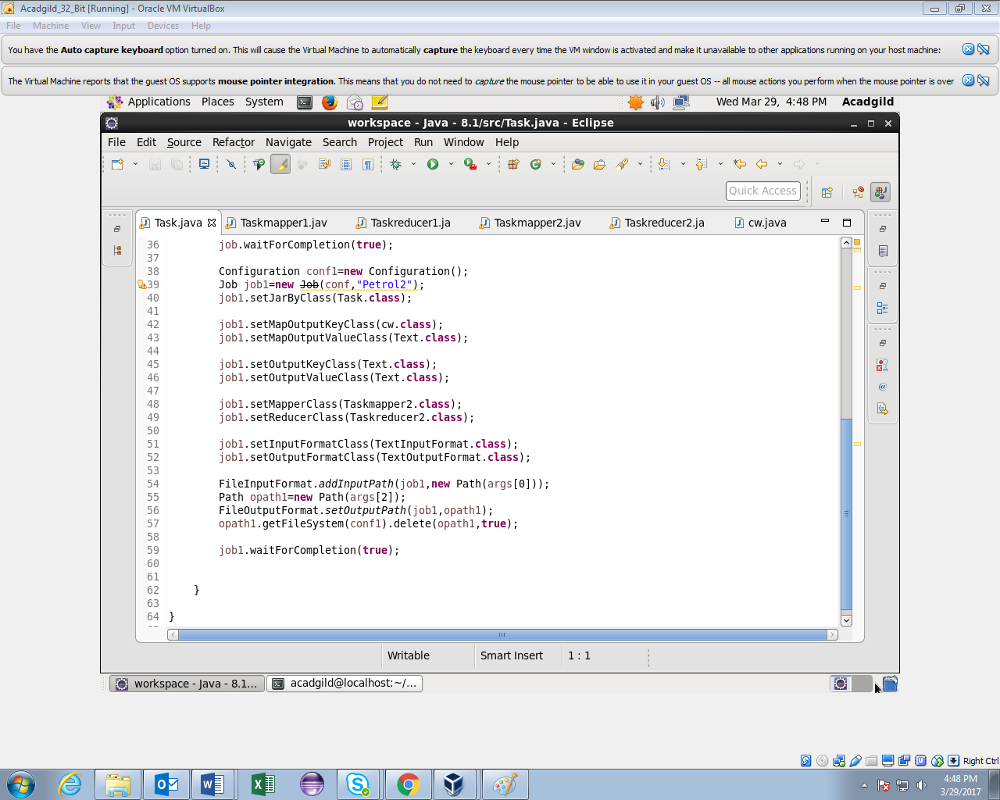 Acadgild_32_Bit [Running] - Oracle VM VirtualBox
File Machine View Input Devices Help
You have the Auto capture keyboard option turned on. This will cause the Virtual Machine to automatically capture the keyboard every time the VM window is activated and make it unavailable to other applications running on your host machine:
The Virtual Machine reports that the guest OS supports mouse pointer integration. This means that you do not need to capture the mouse pointer to be able to use it in your guest OS -- all mouse actions you perform when the mouse pointer is over
Applications Places System Wed Mar 29, 4:48 PM Acadgild
workspace - Java - 8.1/src/Task.java - Eclipse
File Edit Source Refactor Navigate Search Project Run Window Help
Quick Access
Task.java Taskmapper1.jav Taskreducer1.ja Taskmapper2.jav Taskreducer2.ja cw.java
36 job.waitForCompletion(true);
37
38 Configuration conf1=new Configuration();
39 Job job1=new Job(conf,"Petrol2");
40 job1.setJarByClass(Task.class);
41
42 job1.setMapOutputKeyClass(cw.class);
43 job1.setMapOutputValueClass(Text.class);
44
45 job1.setOutputKeyClass(Text.class);
46 job1.setOutputValueClass(Text.class);
47
48 job1.setMapperClass(Taskmapper2.class);
49 job1.setReducerClass(Taskreducer2.class);
50
51 job1.setInputFormatClass(TextInputFormat.class);
52 job1.setOutputFormatClass(TextOutputFormat.class);
53
54 FileInputFormat.addInputPath(job1,new Path(args[0]));
55 Path opath1=new Path(args[2]);
56 FileOutputFormat.setOutputPath(job1,opath1);
57 opath1.getFileSystem(conf1).delete(opath1,true);
58
59 job1.waitForCompletion(true);
60
61
62 }
63
64 }
Writable Smart Insert 1 : 1
workspace - Java - 8.1... acadgild@localhost:~/...
Right Ctrl
4:48 PM
3/29/2017